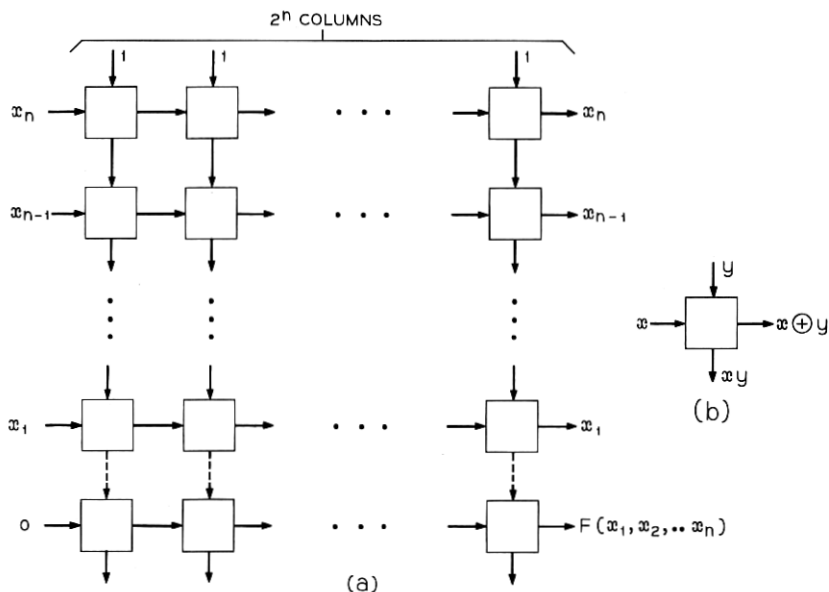 2ⁿ COLUMNS
1 1 1
xₙ xₙ
xₙ₋₁ xₙ₋₁
y
x x⊕y
xy
(b)
x₁ x₁
0 F(x₁,x₂,..xₙ)
(a)